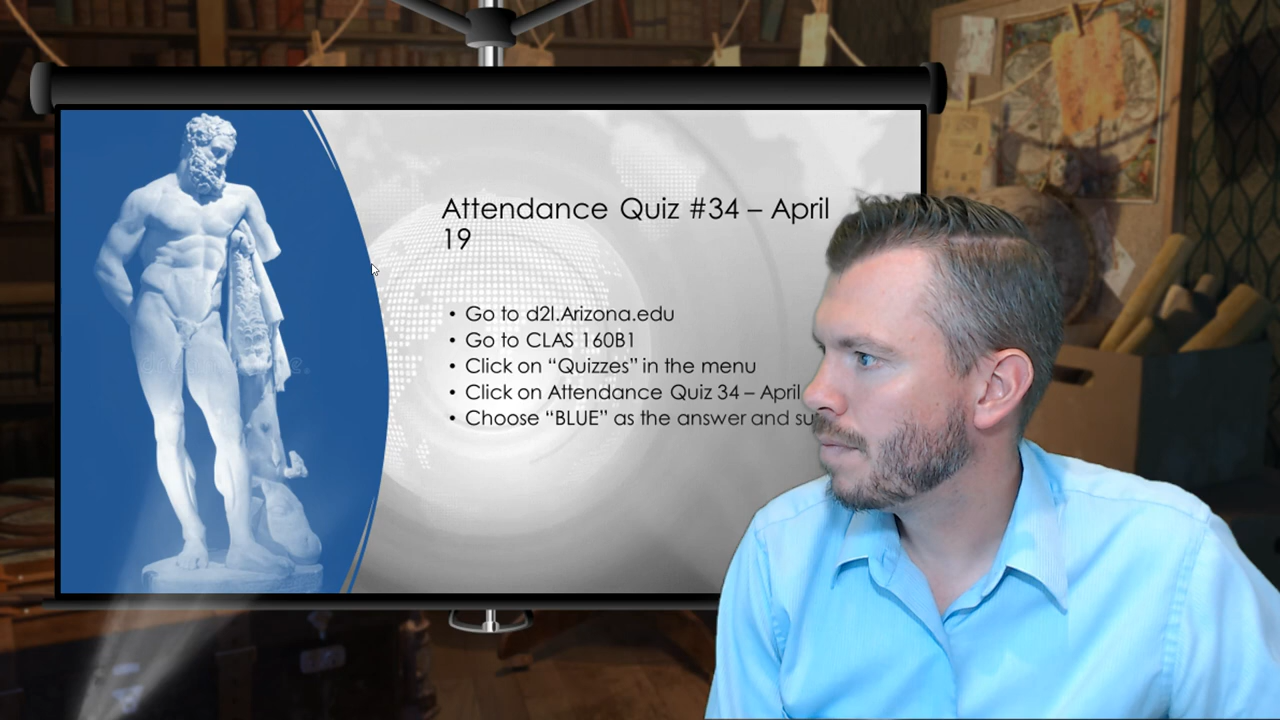 Attendance Quiz #34 – April
19
• Go to d2l.Arizona.edu
• Go to CLAS 160B1
• Click on “Quizzes” in the menu
• Click on Attendance Quiz 34 – April
• Choose “BLUE” as the answer and